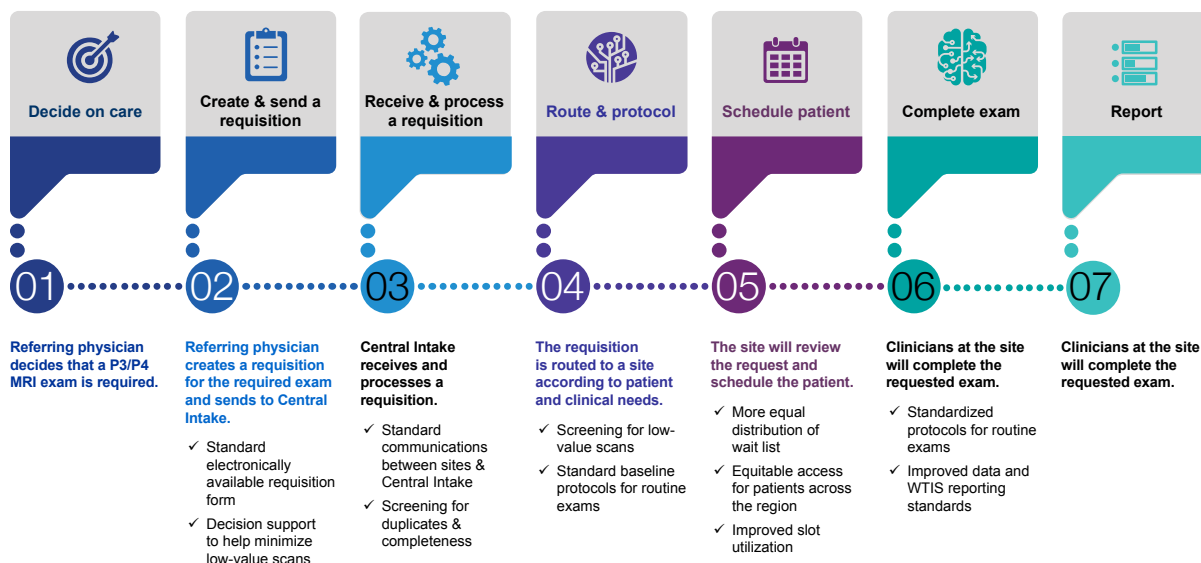 Decide on care
Create & send a
requisition
Receive & process
a requisition
Route & protocol
Schedule patient
Complete exam
Report
01
02
03
04
05
06
07
Referring physician
decides that a P3/P4
MRI exam is required.
Referring physician
creates a requisition
for the required exam
and sends to Central
Intake.
✓ Standard
electronically
available requisition
form
✓ Decision support
to help minimize
low-value scans
Central Intake
receives and
processes a
requisition.
✓ Standard
communications
between sites &
Central Intake
✓ Screening for
duplicates &
completeness
The requisition
is routed to a site
according to patient
and clinical needs.
✓ Screening for low-
value scans
✓ Standard baseline
protocols for routine
exams
The site will review
the request and
schedule the patient.
✓ More equal
distribution of
wait list
✓ Equitable access
for patients across
the region
✓ Improved slot
utilization
Clinicians at the site
will complete the
requested exam.
✓ Standardized
protocols for routine
exams
✓ Improved data and
WTIS reporting
standards
Clinicians at the site
will complete the
requested exam.